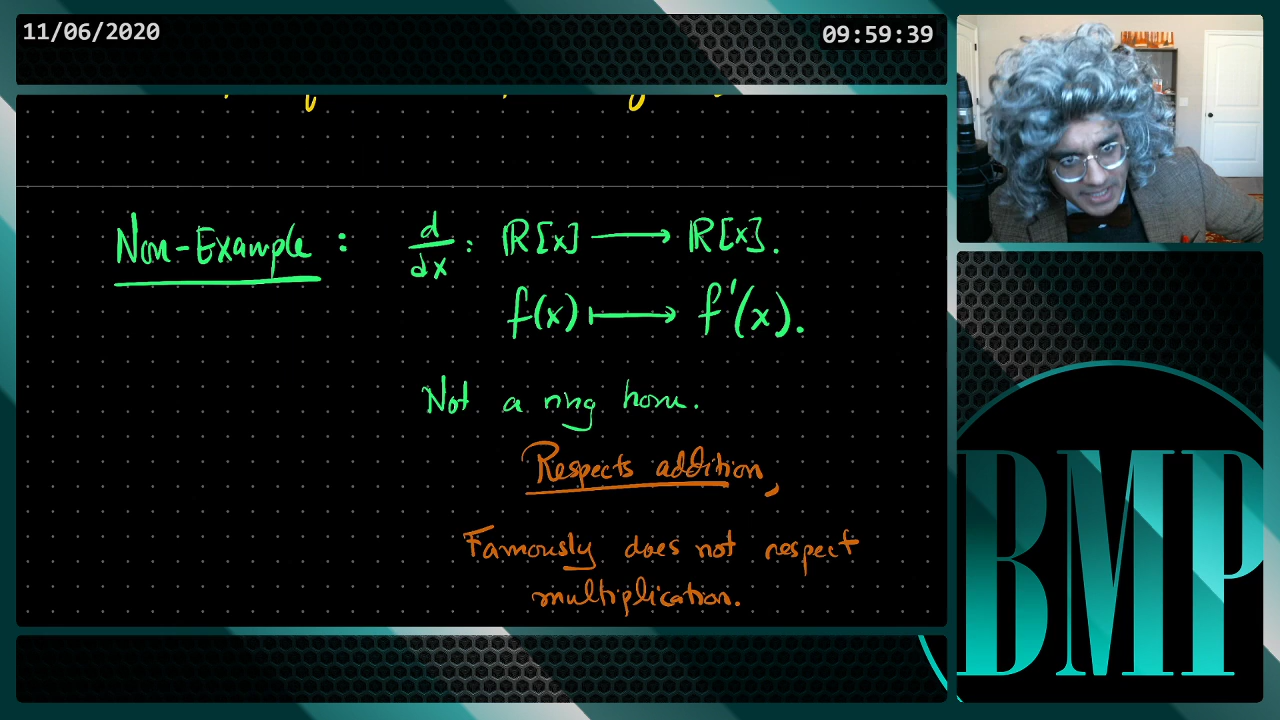 11/06/2020
09:59:39
Non-Example : d/dx : ℝ[x] ⟶ ℝ[x].
f(x) ⟼ f'(x).
Not a ring hom.
Respects addition,
Famously does not respect
multiplication.
BMP